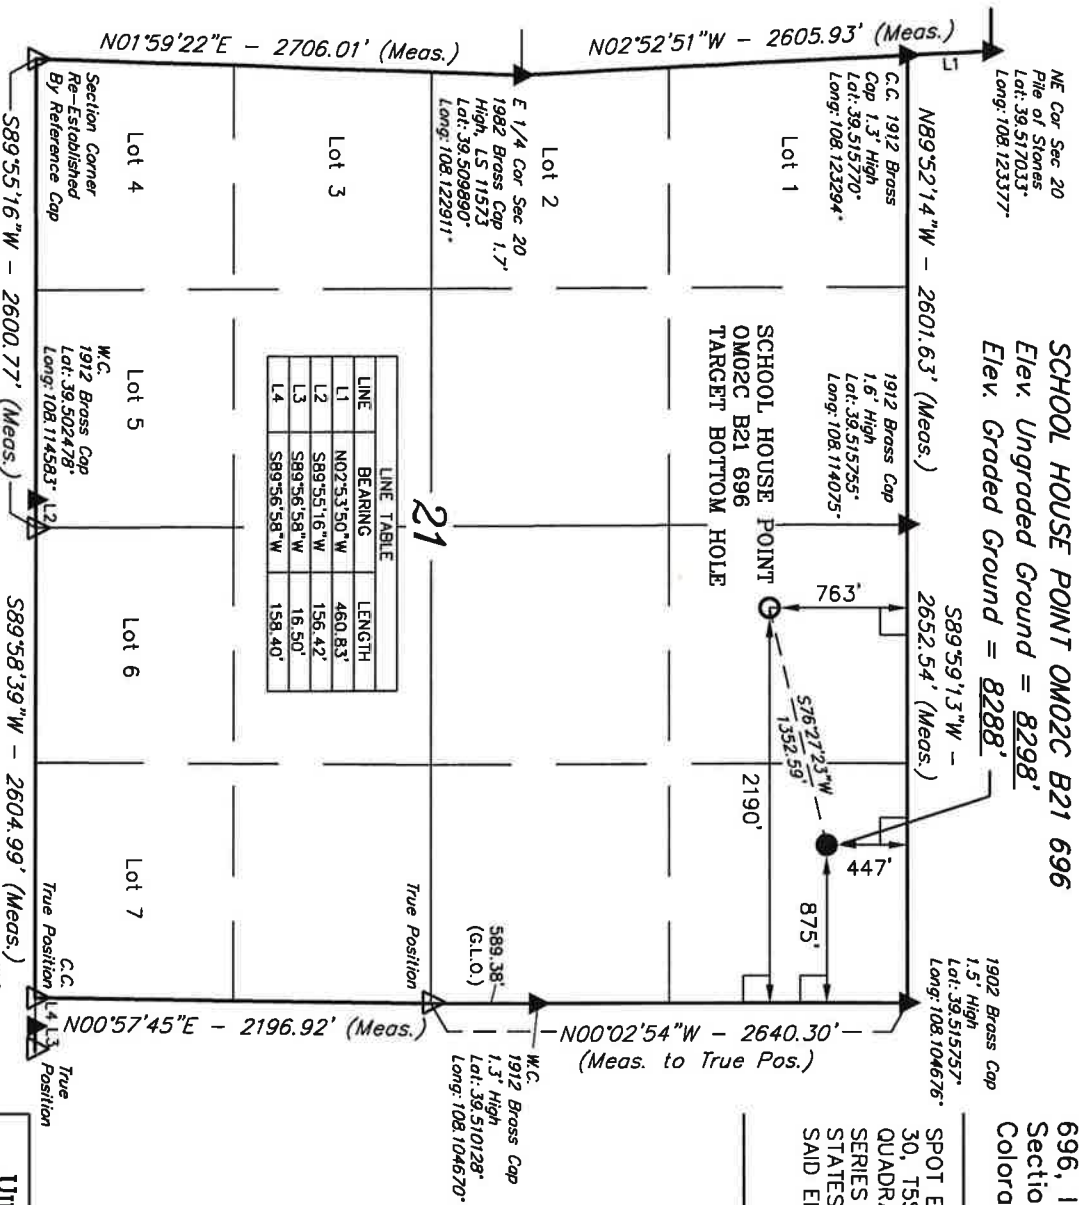 SCHOOL HOUSE POINT OM02C B21 696
Elev. Ungraded Ground = 8298'
Elev. Graded Ground = 8288'
NE Cor Sec 20
Pile of Stones
Lat: 39.517033°
Long: 108.123377°
L1
N89°52'14"W - 2601.63' (Meas.)
S89°59'13"W -
2652.54' (Meas.)
1902 Brass Cap
1.5' High
Lat: 39.515757°
Long: 108.104676°
C.C. 1912 Brass
Cap 1.3' High
Lat: 39.515770°
Long: 108.123294°
1912 Brass Cap
1.6' High
Lat: 39.515755°
Long: 108.114075°
N02°52'51"W - 2605.93' (Meas.)
Lot 1
SCHOOL HOUSE POINT
OM02C B21 696
TARGET BOTTOM HOLE
763'
S76°27'23"W
1352.59'
447'
875'
2190'
Lot 2
E 1/4 Cor Sec 20
1982 Brass Cap 1.7'
High, LS 11573
Lat: 39.509890°
Long: 108.122911°
N00°02'54"W - 2640.30'
(Meas. to True Pos.)
W.C.
1912 Brass Cap
1.3' High
Lat: 39.510128°
Long: 108.104670°
589.38'
(G.L.O.)
True Position
21
N01°59'22"E - 2706.01' (Meas.)
Lot 3
LINE TABLE
LINE BEARING LENGTH
L1 N02°53'50"W 460.83'
L2 S89°55'16"W 156.42'
L3 S89°56'58"W 16.50'
L4 S89°56'58"W 158.40'
N00°57'45"E - 2196.92' (Meas.)
Lot 4
Lot 5
Lot 6
Lot 7
Section Corner
Re-Established
By Reference Cap
W.C.
1912 Brass Cap
Lat: 39.502478°
Long: 108.114583°
L2
C.C.
True Position
L4 L3
True
Position
S89°55'16"W - 2600.77' (Meas.)
S89°58'39"W - 2604.99' (Meas.)
696,
Sectio
Colora
SPOT E
30, T5S
QUADRA
SERIES
STATES
SAID EL